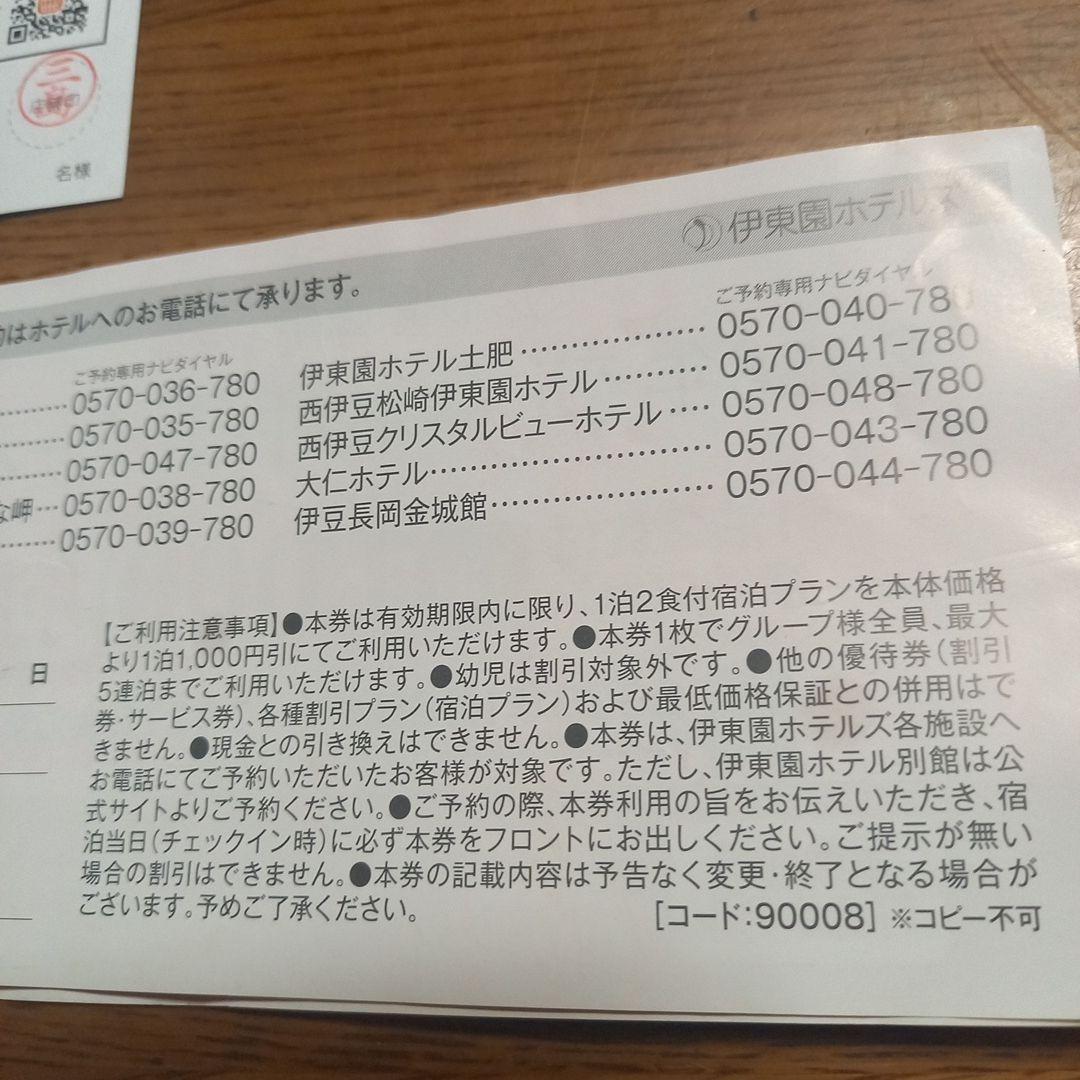 三
名様
伊東園ホテルズ
はホテルへのお電話にて承ります。
ご予約専用ナビダイヤル
0570-036-780
0570-035-780
0570-047-780
な岬…0570-038-780
0570-039-780
ご予約専用ナビダイヤル
伊東園ホテル土肥………………0570-040-780
西伊豆松崎伊東園ホテル………0570-041-780
西伊豆クリスタルビューホテル…0570-048-780
大仁ホテル………………………0570-043-780
伊豆長岡金城館…………………0570-044-780
日
【ご利用注意事項】●本券は有効期限内に限り、1泊2食付宿泊プランを本体価格
より1泊1,000円引にてご利用いただけます。●本券1枚でグループ様全員、最大
5連泊までご利用いただけます。●幼児は割引対象外です。●他の優待券(割引
券・サービス券)、各種割引プラン(宿泊プラン)および最低価格保証との併用はで
きません。●現金との引き換えはできません。●本券は、伊東園ホテルズ各施設へ
お電話にてご予約いただいたお客様が対象です。ただし、伊東園ホテル別館は公
式サイトよりご予約ください。●ご予約の際、本券利用の旨をお伝えいただき、宿
泊当日(チェックイン時)に必ず本券をフロントにお出しください。ご提示が無い
場合の割引はできません。●本券の記載内容は予告なく変更・終了となる場合が
ございます。予めご了承ください。
[コード:90008] ※コピー不可